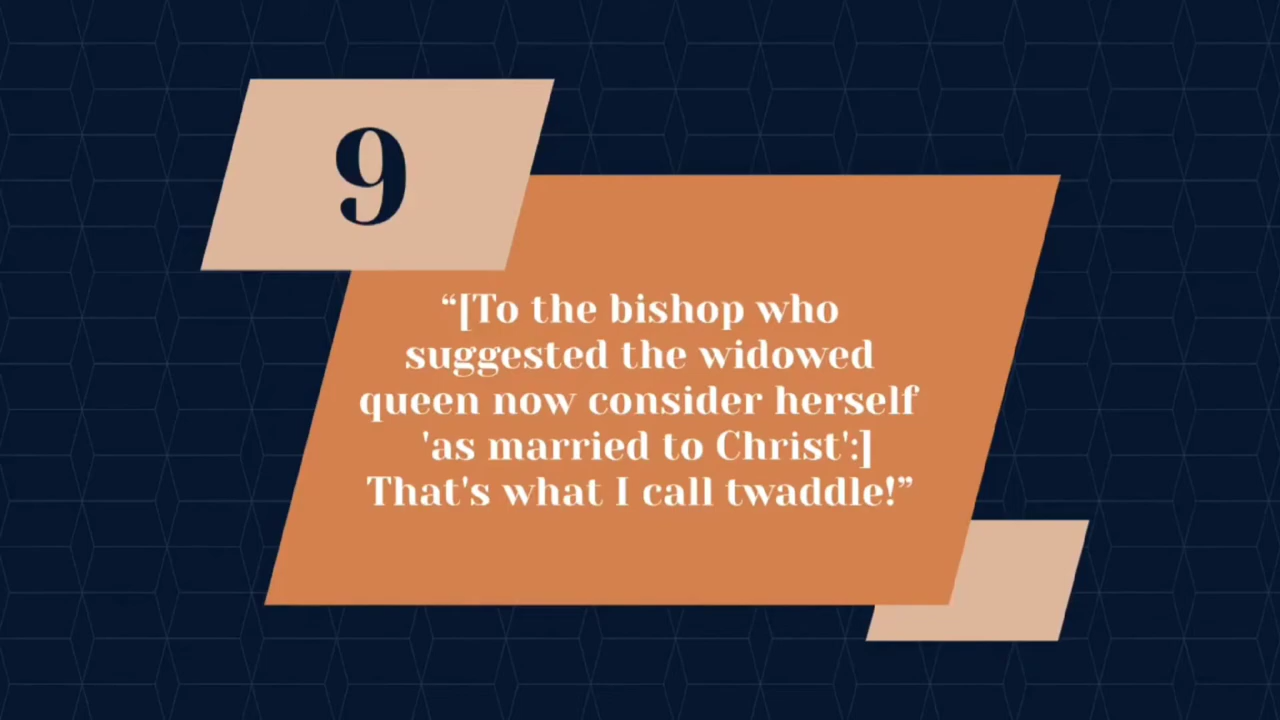 9
“[To the bishop who
suggested the widowed
queen now consider herself
'as married to Christ':]
That's what I call twaddle!”